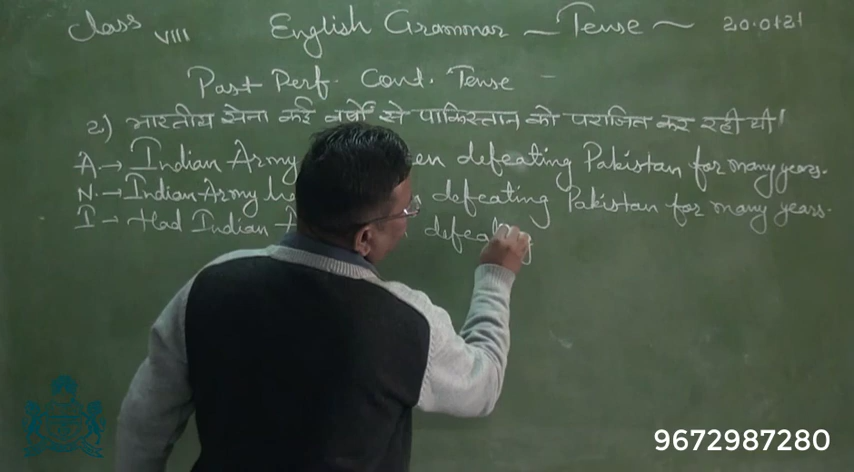 Class VIII English Grammar - Tense - 20.01.21
Past Perf. Cont. Tense -
2.) भारतीय सेना कई वर्षों से पाकिस्तान को पराजित कर रही थी।
A → Indian Army en defeating Pakistan for many years.
N. → Indian Army ha defeating Pakistan for many years.
I → Had Indian defeating
9672987280